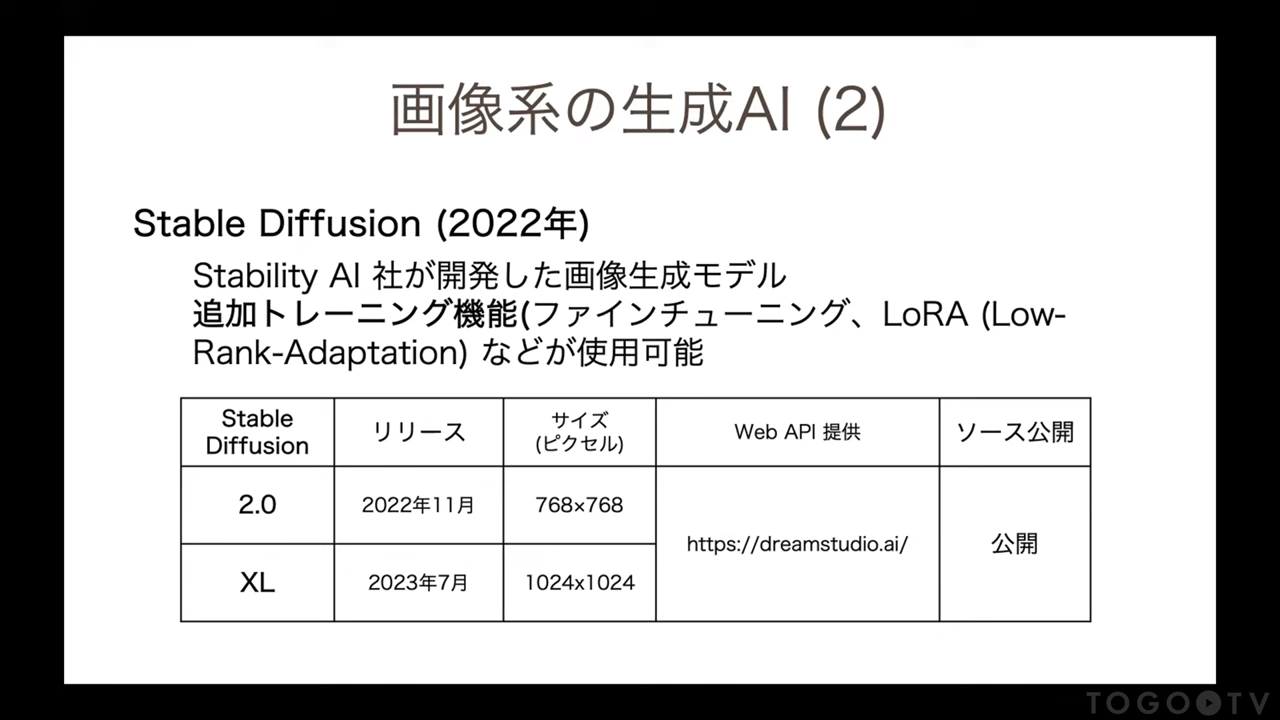 画像系の生成AI (2)
Stable Diffusion (2022年)
Stability AI 社が開発した画像生成モデル
追加トレーニング機能(ファインチューニング、LoRA (Low-
Rank-Adaptation) などが使用可能
Stable
Diffusion
リリース
サイズ
(ピクセル)
Web API 提供
ソース公開
2.0
2022年11月
768×768
https://dreamstudio.ai/
公開
XL
2023年7月
1024x1024
TOGO TV